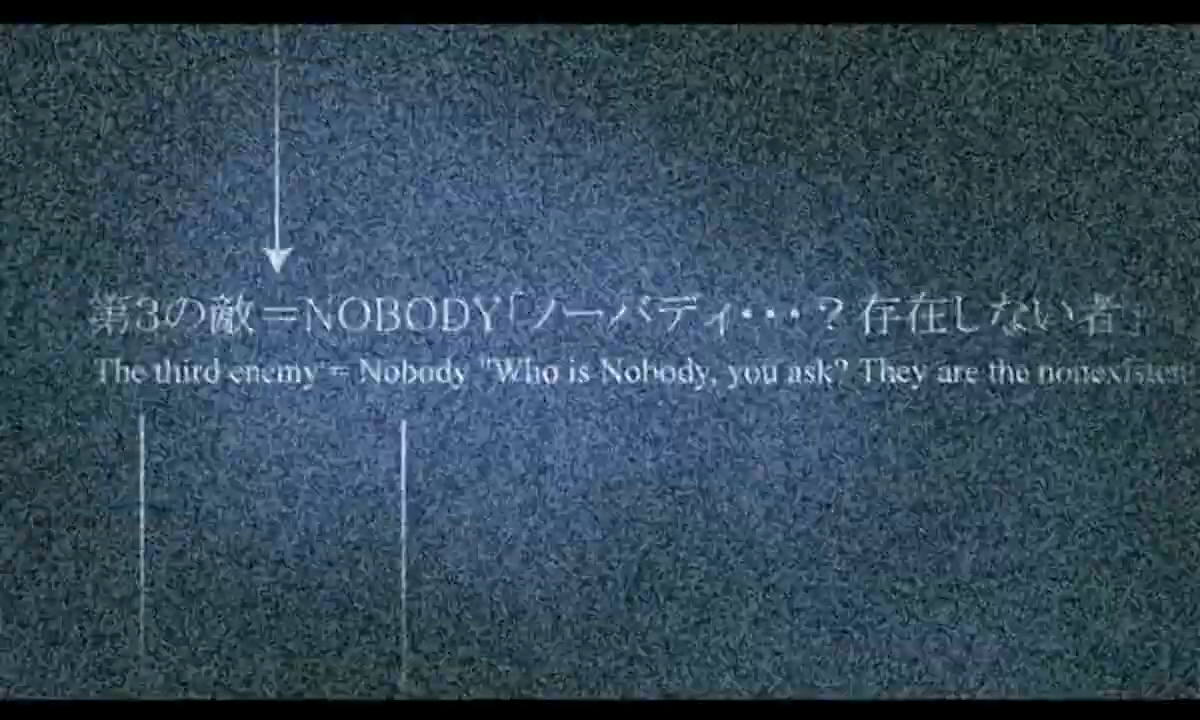 第3の敵=NOBODY「ノーバディ・・・?存在しない者」
The third enemy = Nobody "Who is Nobody, you ask? They are the nonexistent